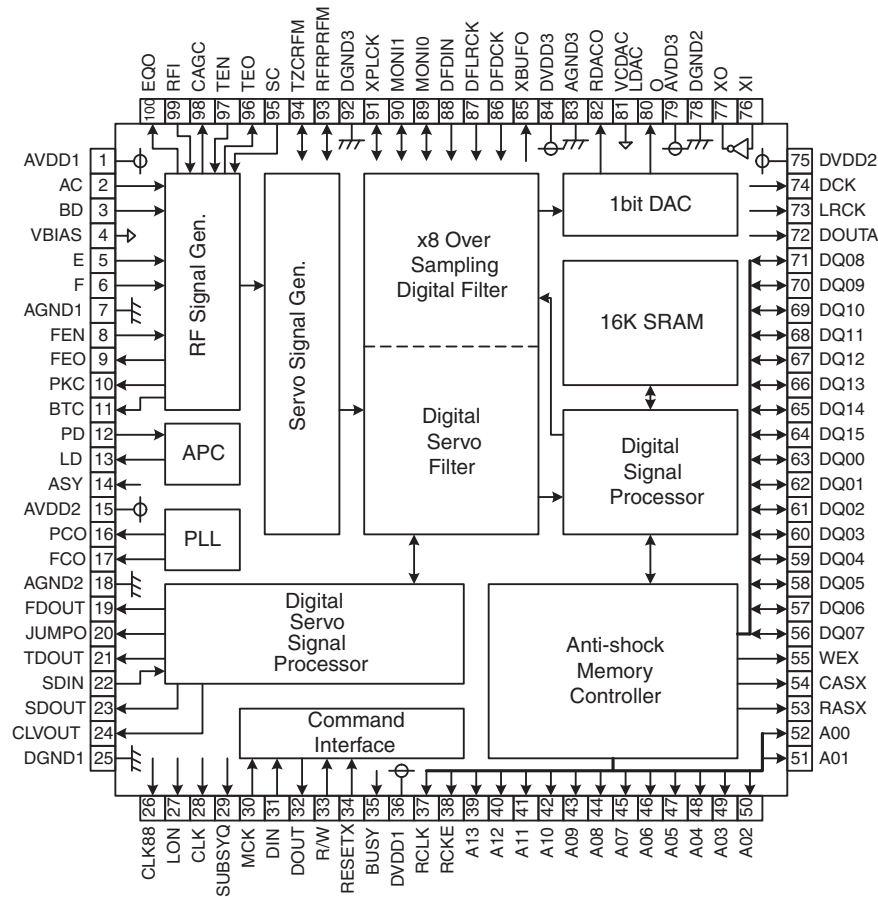 EQO
RFI
CAGC
TEN
TEO
SC
TZCRFM
RFRPRFM
DGND3
XPLCK
MONI1
MONI0
DFDIN
DFLRCK
DFDCK
XBUFO
DVDD3
AGND3
RDACO
VCDAC
LDAC
O
AVDD3
DGND2
XO
XI
100 99 98 97 96 95 94 93 92 91 90 89 88 87 86 85 84 83 82 81 80 79 78 77 76
AVDD1 1
AC 2
BD 3
VBIAS 4
E 5
F 6
AGND1 7
FEN 8
FEO 9
PKC 10
BTC 11
PD 12
LD 13
ASY 14
AVDD2 15
PCO 16
FCO 17
AGND2 18
FDOUT 19
JUMPO 20
TDOUT 21
SDIN 22
SDOUT 23
CLVOUT 24
DGND1 25
RF Signal Gen.
Servo Signal Gen.
x8 Over
Sampling
Digital Filter
1bit DAC
16K SRAM
Digital
Servo
Filter
Digital
Signal
Processor
APC
PLL
Digital
Servo
Signal
Processor
Anti-shock
Memory
Controller
Command
Interface
75 DVDD2
74 DCK
73 LRCK
72 DOUTA
71 DQ08
70 DQ09
69 DQ10
68 DQ11
67 DQ12
66 DQ13
65 DQ14
64 DQ15
63 DQ00
62 DQ01
61 DQ02
60 DQ03
59 DQ04
58 DQ05
57 DQ06
56 DQ07
55 WEX
54 CASX
53 RASX
52 A00
51 A01
26 27 28 29 30 31 32 33 34 35 36 37 38 39 40 41 42 43 44 45 46 47 48 49 50
CLK88
LON
CLK
SUBSYQ
MCK
DIN
DOUT
R/W
RESETX
BUSY
DVDD1
RCLK
RCKE
A13
A12
A11
A10
A09
A08
A07
A06
A05
A04
A03
A02